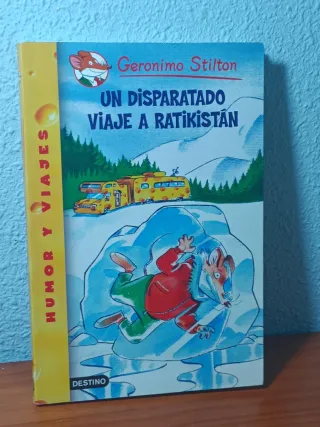 Geronimo Stilton
UN DISPARATADO
VIAJE A RATIKISTÁN
HUMOR Y VIAJES
DESTINO